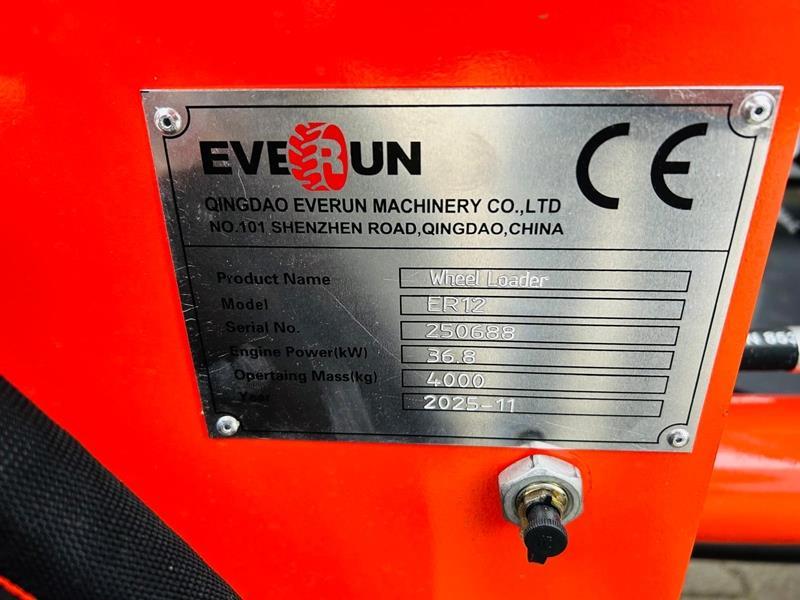 EVERUN
CE
QINGDAO EVERUN MACHINERY CO.,LTD
NO.101 SHENZHEN ROAD,QINGDAO,CHINA
Product Name Wheel Loader
Model ER12
Serial No. 250688
Engine Power(kW) 36.8
Opertaing Mass(kg) 4000
Year 2025-11